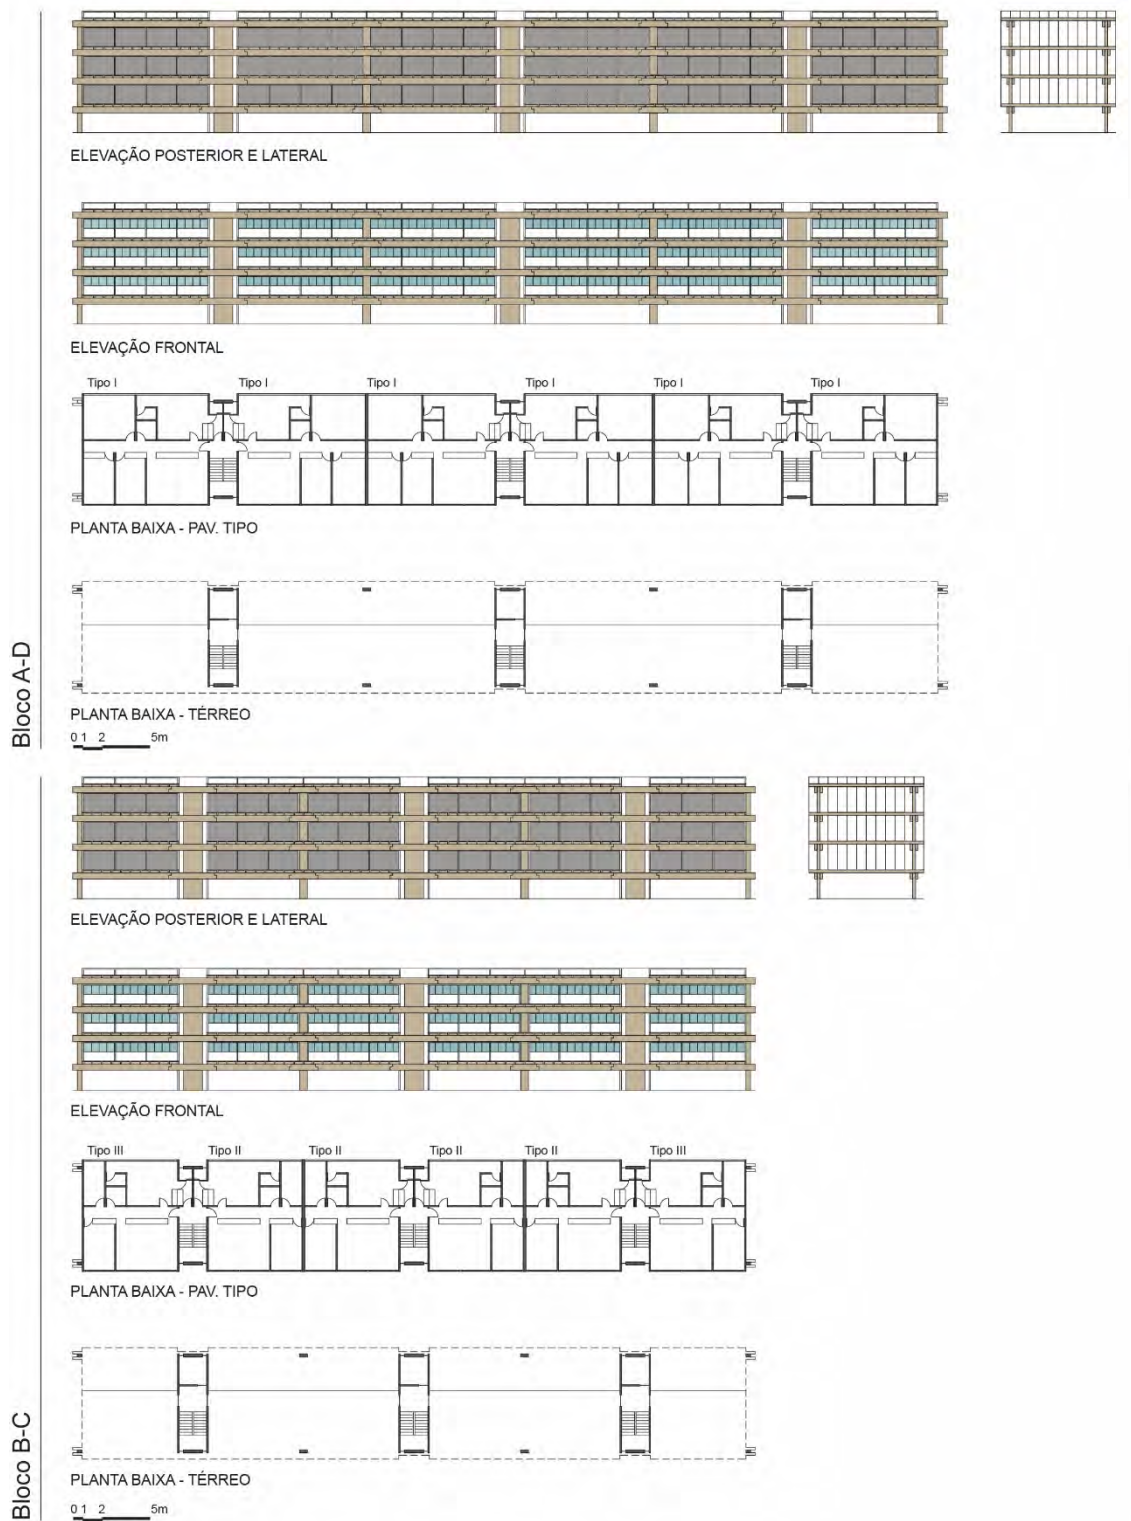 Bloco A-D
ELEVAÇÃO POSTERIOR E LATERAL
ELEVAÇÃO FRONTAL
Tipo I Tipo I Tipo I Tipo I Tipo I Tipo I
PLANTA BAIXA - PAV. TIPO
PLANTA BAIXA - TÉRREO
0 1 2 5m
Bloco B-C
ELEVAÇÃO POSTERIOR E LATERAL
ELEVAÇÃO FRONTAL
Tipo III Tipo II Tipo II Tipo II Tipo II Tipo III
PLANTA BAIXA - PAV. TIPO
PLANTA BAIXA - TÉRREO
0 1 2 5m